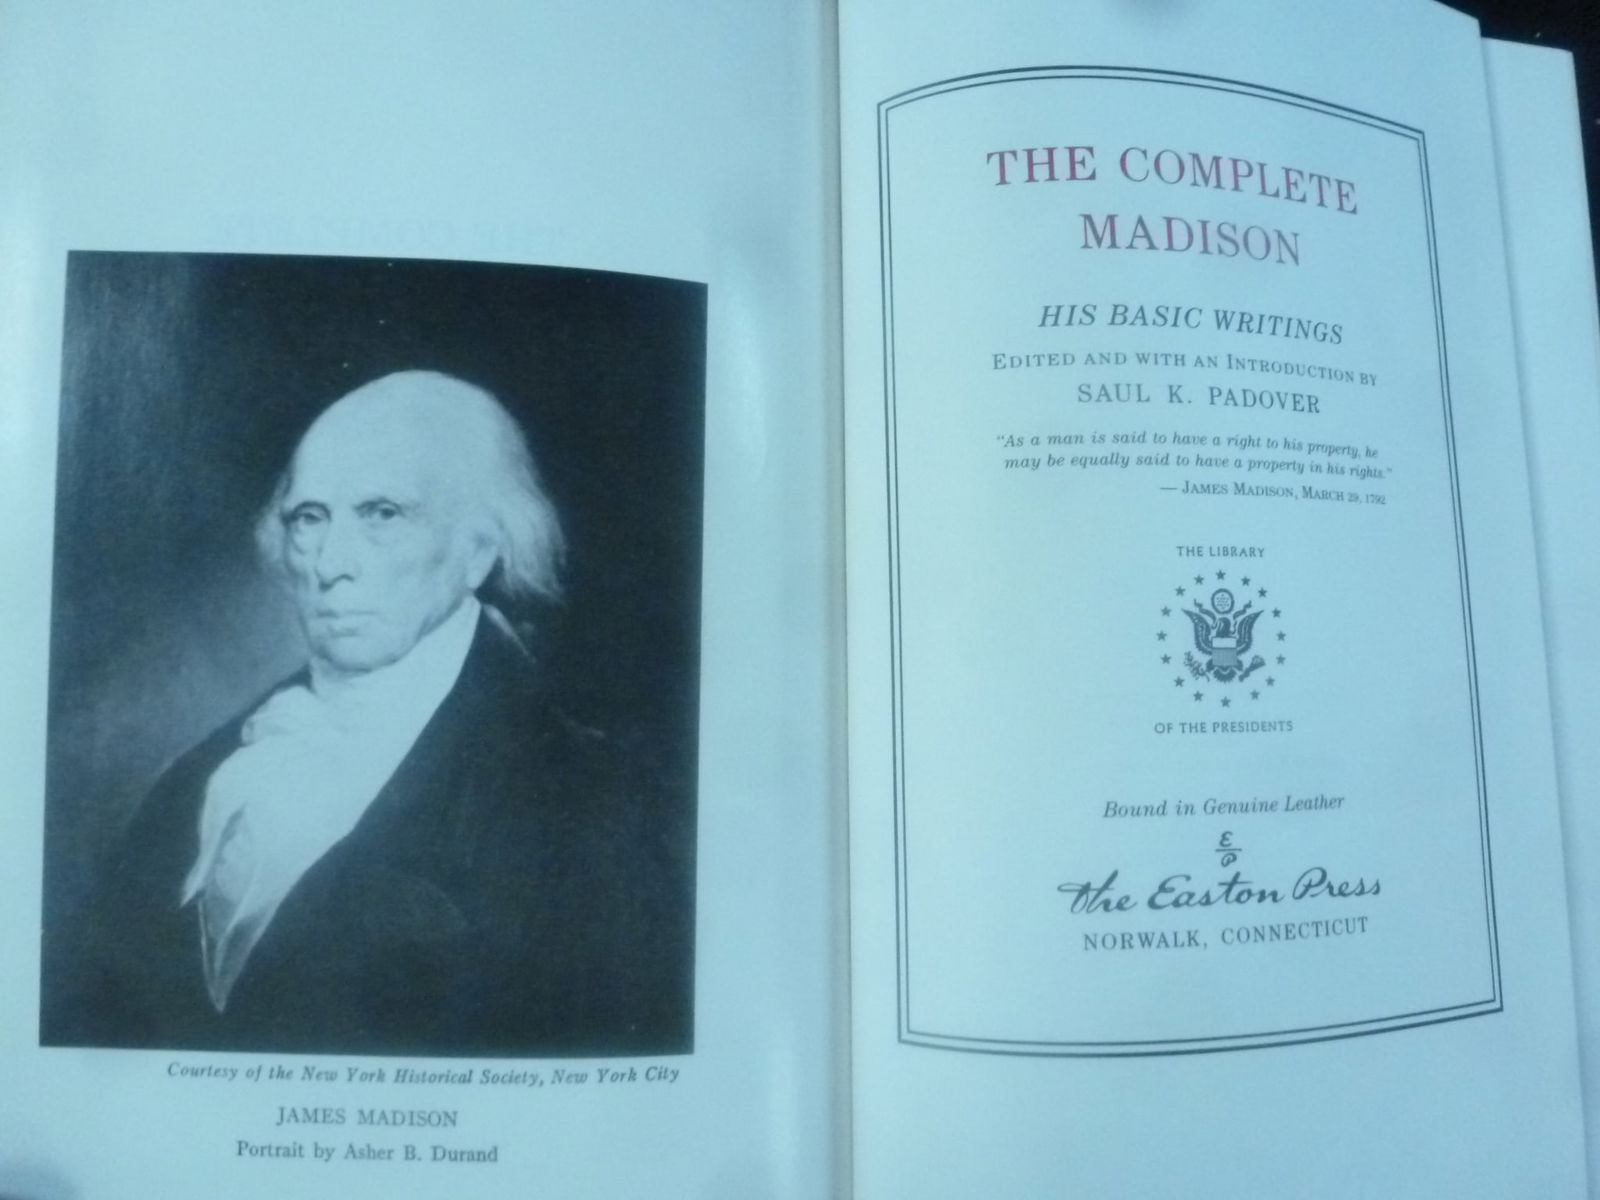 Courtesy of the New York Historical Society, New York City
JAMES MADISON
Portrait by Asher B. Durand
THE COMPLETE
MADISON
HIS BASIC WRITINGS
EDITED AND WITH AN INTRODUCTION BY
SAUL K. PADOVER
"As a man is said to have a right to his property, he
may be equally said to have a property in his rights."
— JAMES MADISON, MARCH 29, 1792
THE LIBRARY
OF THE PRESIDENTS
Bound in Genuine Leather
E
P
The Easton Press
NORWALK, CONNECTICUT